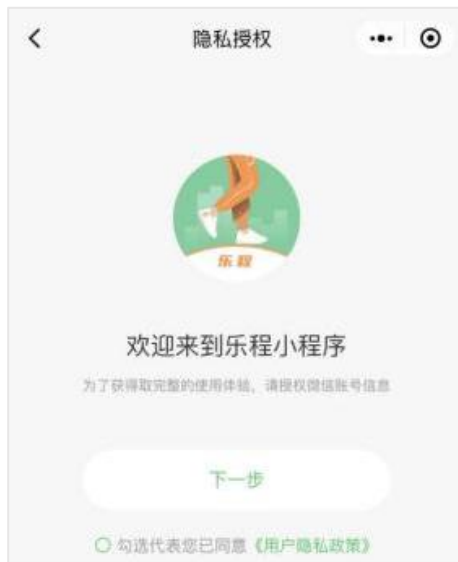 隐私授权
乐程
欢迎来到乐程小程序
为了获得取完整的使用体验，请授权微信账号信息
下一步
勾选代表您已同意《用户隐私政策》